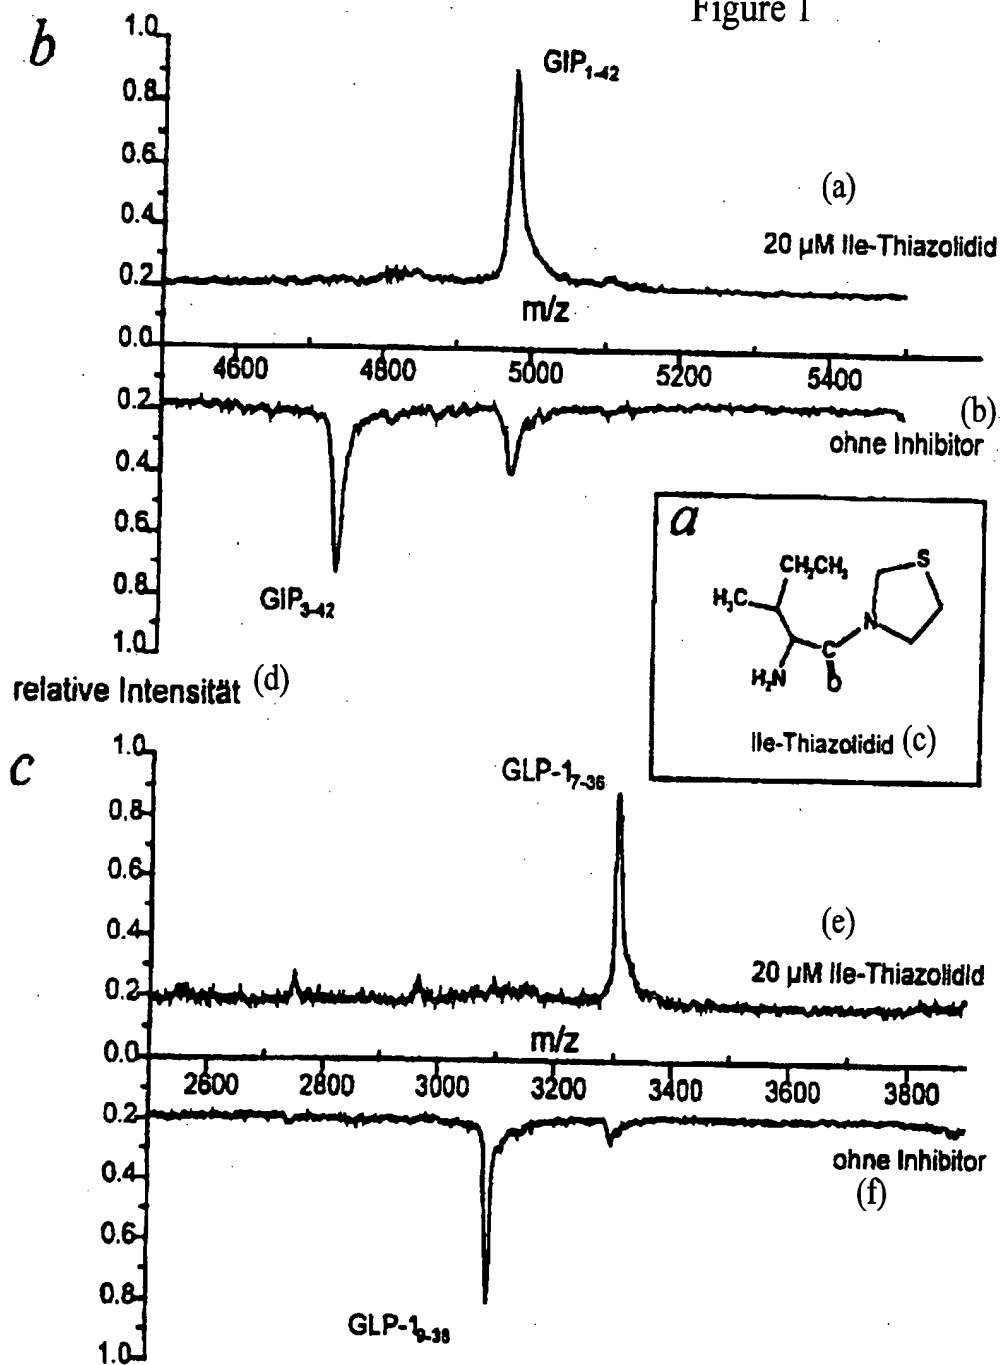 Figure 1
b
1.0
0.8
0.6
0.4
0.2
0.0
GIP1-42
(a)
20 µM Ile-Thiazolidid
m/z
4600 4800 5000 5200 5400
0.2
0.4
0.6
0.8
1.0
(b)
ohne Inhibitor
GIP3-42
relative Intensität (d)
a
CH2CH3
H3C
S
N
C
H2N
O
Ile-Thiazolidid (c)
c
1.0
0.8
0.6
0.4
0.2
0.0
GLP-17-36
(e)
20 µM Ile-Thiazolidid
m/z
2600 2800 3000 3200 3400 3600 3800
0.2
0.4
0.6
0.8
1.0
ohne Inhibitor
(f)
GLP-19-36